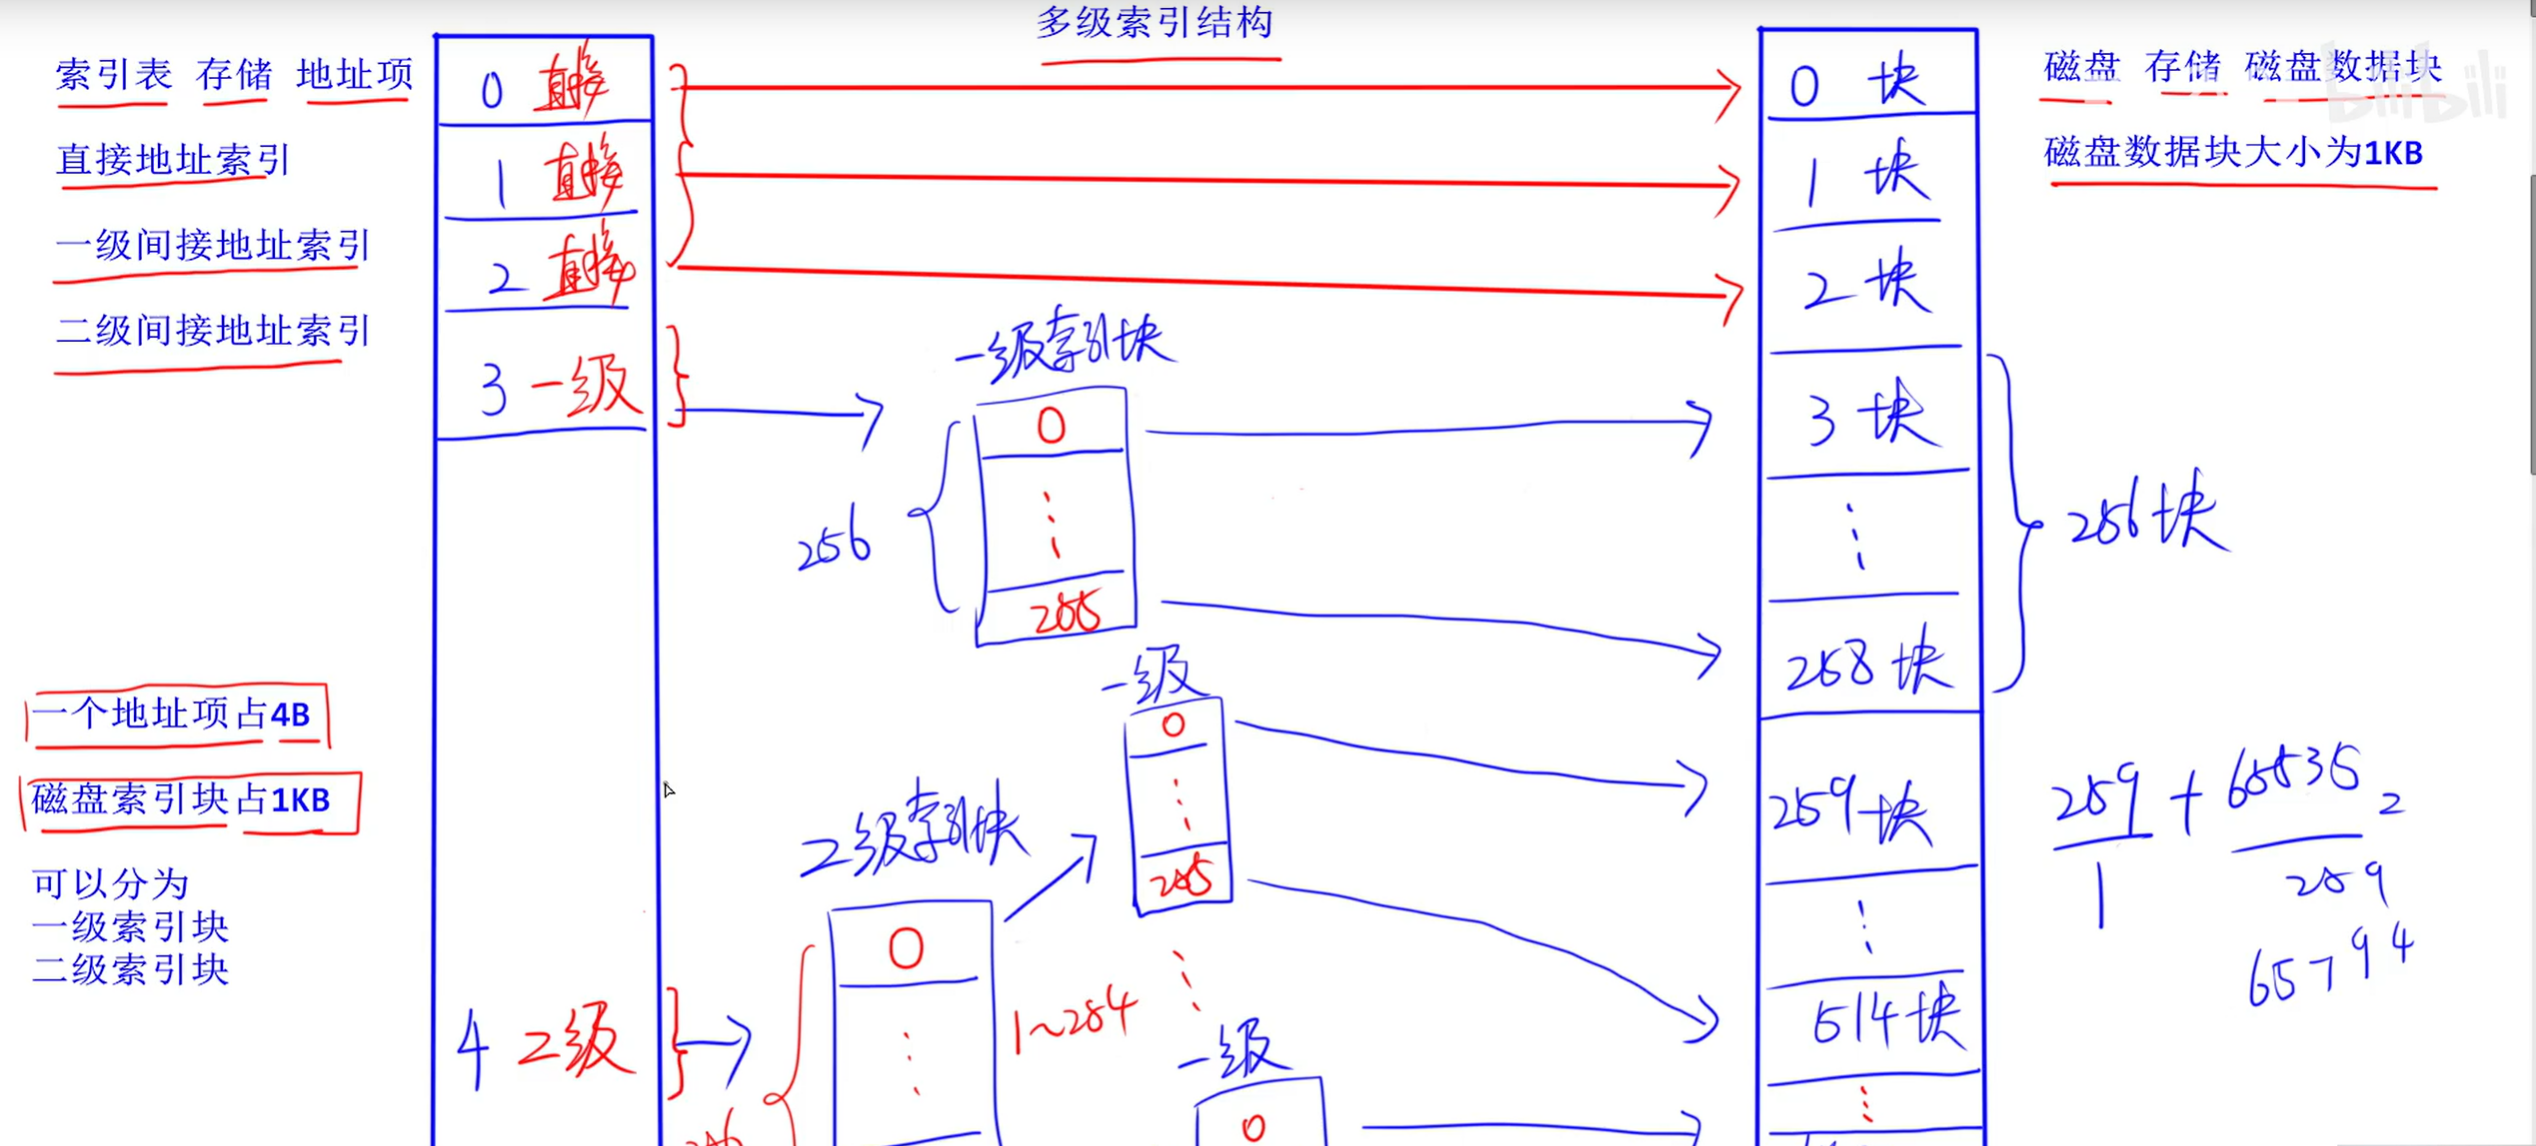 多级索引结构
索引表 存储 地址项
直接地址索引
一级间接地址索引
二级间接地址索引
一个地址项占4B
磁盘索引块占1KB
可以分为
一级索引块
二级索引块
0 直接
1 直接
2 直接
3 一级
4 2级
一级索引块
0
255
256
2级索引块
0
1~254
一级
0
255
一级
0
0 块
1 块
2 块
3 块
258 块
259 块
514 块
磁盘 存储 磁盘数据块
bilibili
磁盘数据块大小为1KB
256块
259 + 65536
1
2
259
65794